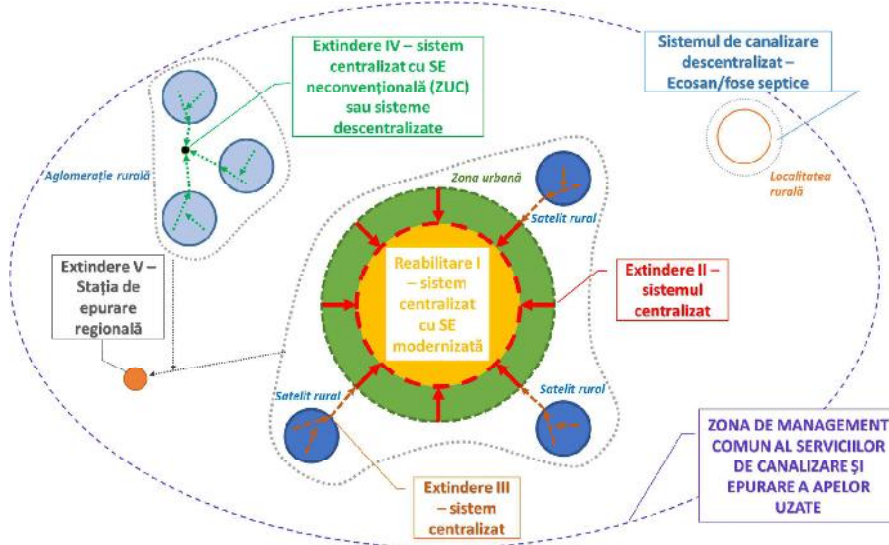 Extindere IV – sistem
centralizat cu SE
neconvențională (ZUC)
sau sisteme
descentralizate
Sistemul de canalizare
descentralizat –
Ecosan/fose septice
Aglomerație rurală
Zona urbană
Satelit rural
Localitatea
rurală
Extindere V –
Stația de
epurare
regională
Reabilitare I
– sistem
centralizat
cu SE
modernizată
Extindere II –
sistemul
centralizat
Satelit rural
Satelit rural
Extindere III
– sistem
centralizat
ZONA DE MANAGEMENT
COMUN AL SERVICIILOR
DE CANALIZARE ȘI
EPURARE A APELOR
UZATE